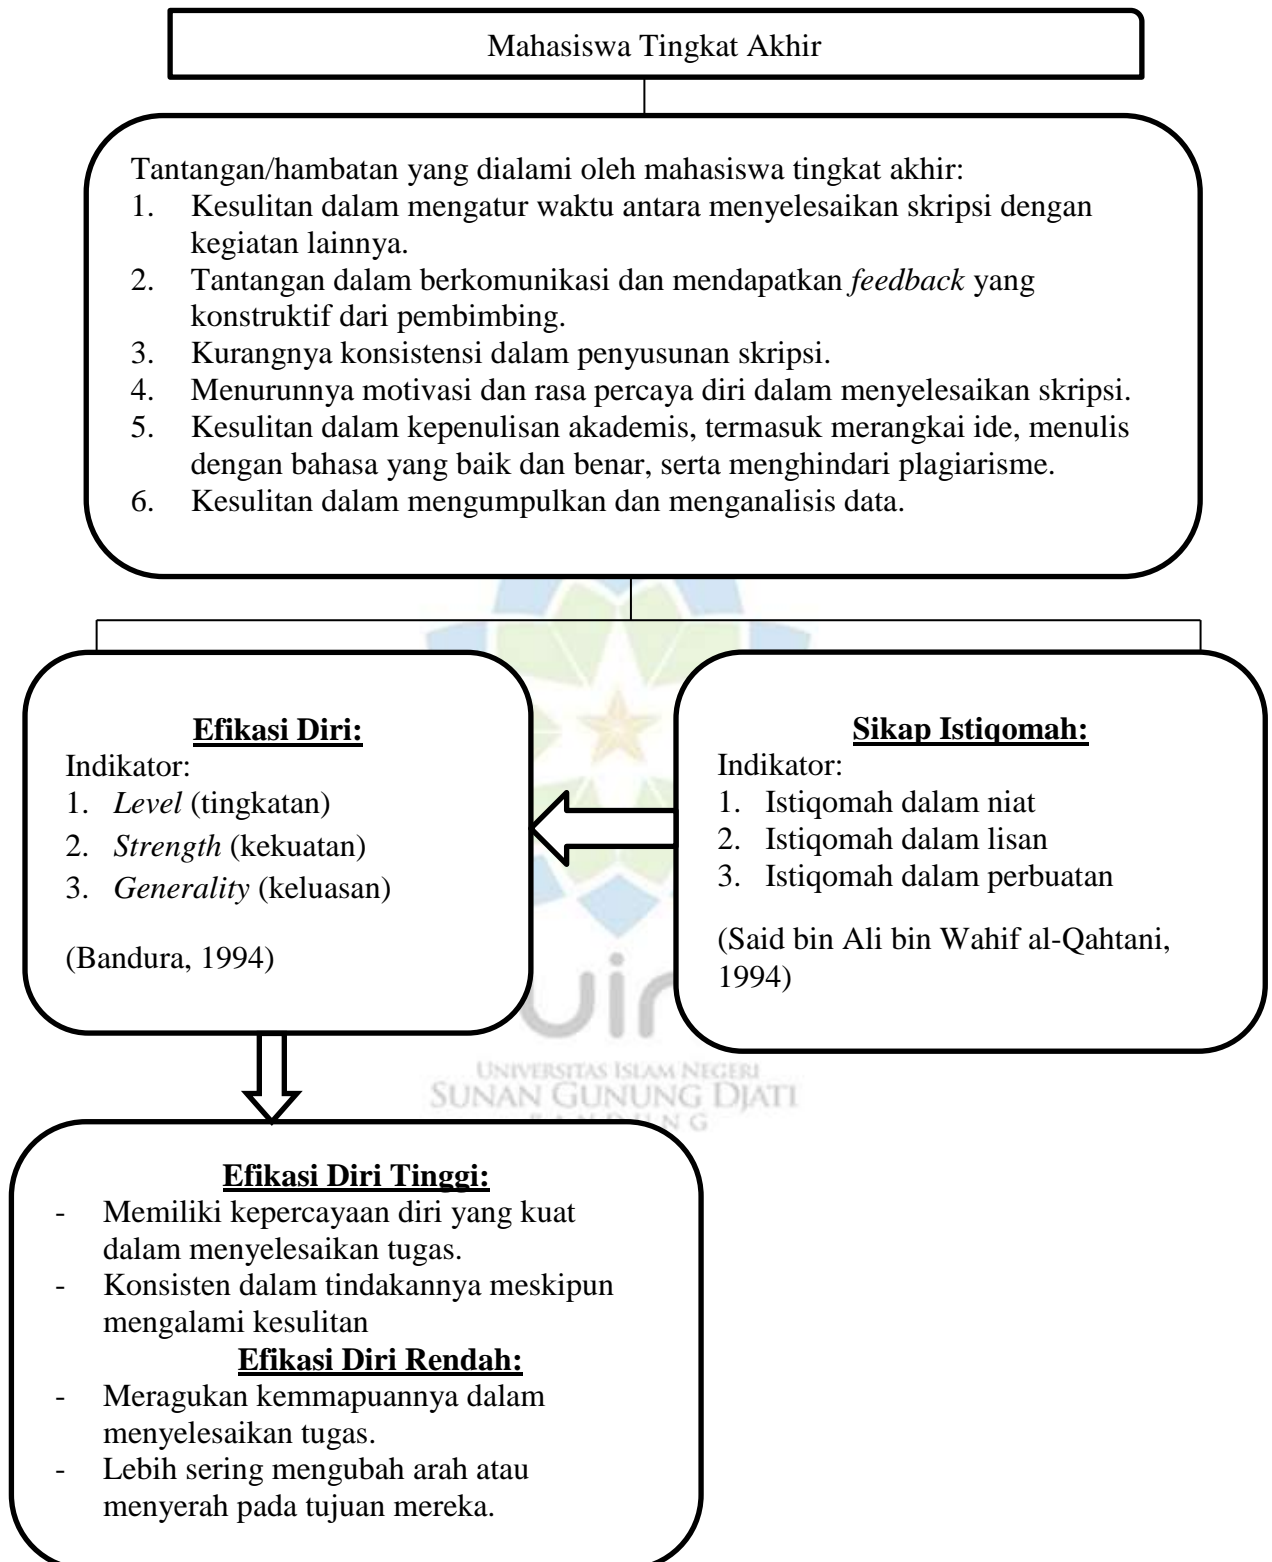 Mahasiswa Tingkat Akhir
Tantangan/hambatan yang dialami oleh mahasiswa tingkat akhir:
1. Kesulitan dalam mengatur waktu antara menyelesaikan skripsi dengan
kegiatan lainnya.
2. Tantangan dalam berkomunikasi dan mendapatkan feedback yang
konstruktif dari pembimbing.
3. Kurangnya konsistensi dalam penyusunan skripsi.
4. Menurunnya motivasi dan rasa percaya diri dalam menyelesaikan skripsi.
5. Kesulitan dalam kepenulisan akademis, termasuk merangkai ide, menulis
dengan bahasa yang baik dan benar, serta menghindari plagiarisme.
6. Kesulitan dalam mengumpulkan dan menganalisis data.
Efikasi Diri:
Indikator:
1. Level (tingkatan)
2. Strength (kekuatan)
3. Generality (keluasan)
(Bandura, 1994)
Sikap Istiqomah:
Indikator:
1. Istiqomah dalam niat
2. Istiqomah dalam lisan
3. Istiqomah dalam perbuatan
(Said bin Ali bin Wahif al-Qahtani,
1994)
UNIVERSITAS ISLAM NEGERI
SUNAN GUNUNG DJATI
Efikasi Diri Tinggi:
- Memiliki kepercayaan diri yang kuat
dalam menyelesaikan tugas.
- Konsisten dalam tindakannya meskipun
mengalami kesulitan
Efikasi Diri Rendah:
- Meragukan kemmapuannya dalam
menyelesaikan tugas.
- Lebih sering mengubah arah atau
menyerah pada tujuan mereka.